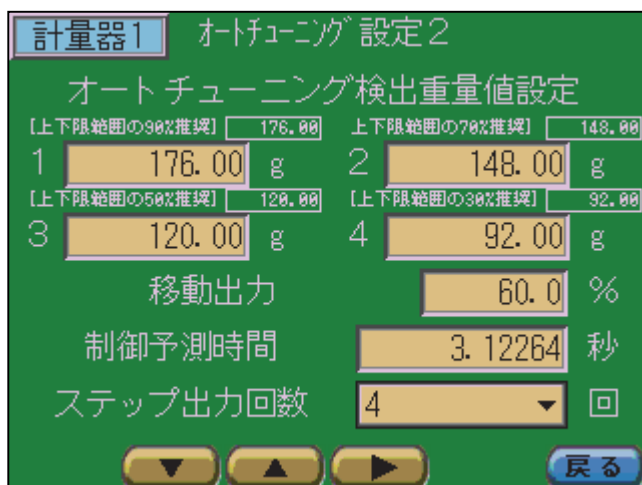 計量器1 オートチューニング 設定2
オートチューニング検出重量値設定
[上下限範囲の90%推奨] 176.00 上下限範囲の70%推奨] 148.00
1 176.00 g 2 148.00 g
[上下限範囲の50%推奨] 120.00 [上下限範囲の30%推奨] 92.00
3 120.00 g 4 92.00 g
移動出力 60.0 %
制御予測時間 3.12264 秒
ステップ出力回数 4 回
戻る